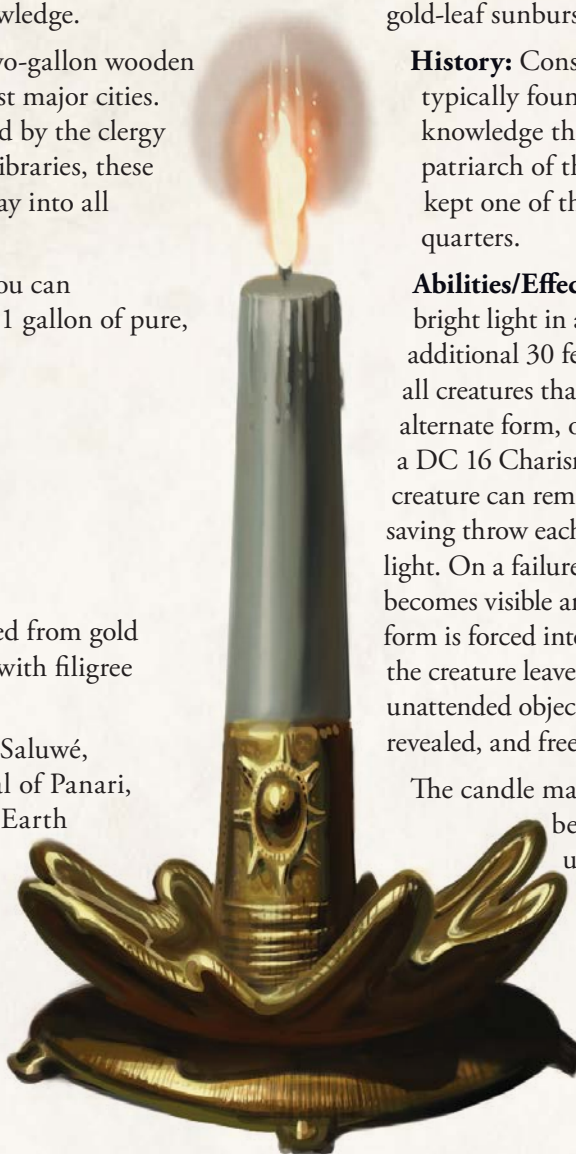 wledge.
vo-gallon wooden
st major cities.
d by the clergy
ibraries, these
ay into all
ou can
1 gallon of pure,
ed from gold
with filigree
Saluwé,
al of Panari,
Earth
gold-leaf sunburs
History: Cons
typically foun
knowledge th
patriarch of th
kept one of th
quarters.
Abilities/Effec
bright light in a
additional 30 fe
all creatures tha
alternate form, o
a DC 16 Charism
creature can rem
saving throw each
light. On a failure
becomes visible an
form is forced into
the creature leave
unattended objec
revealed, and free
The candle ma
be
u